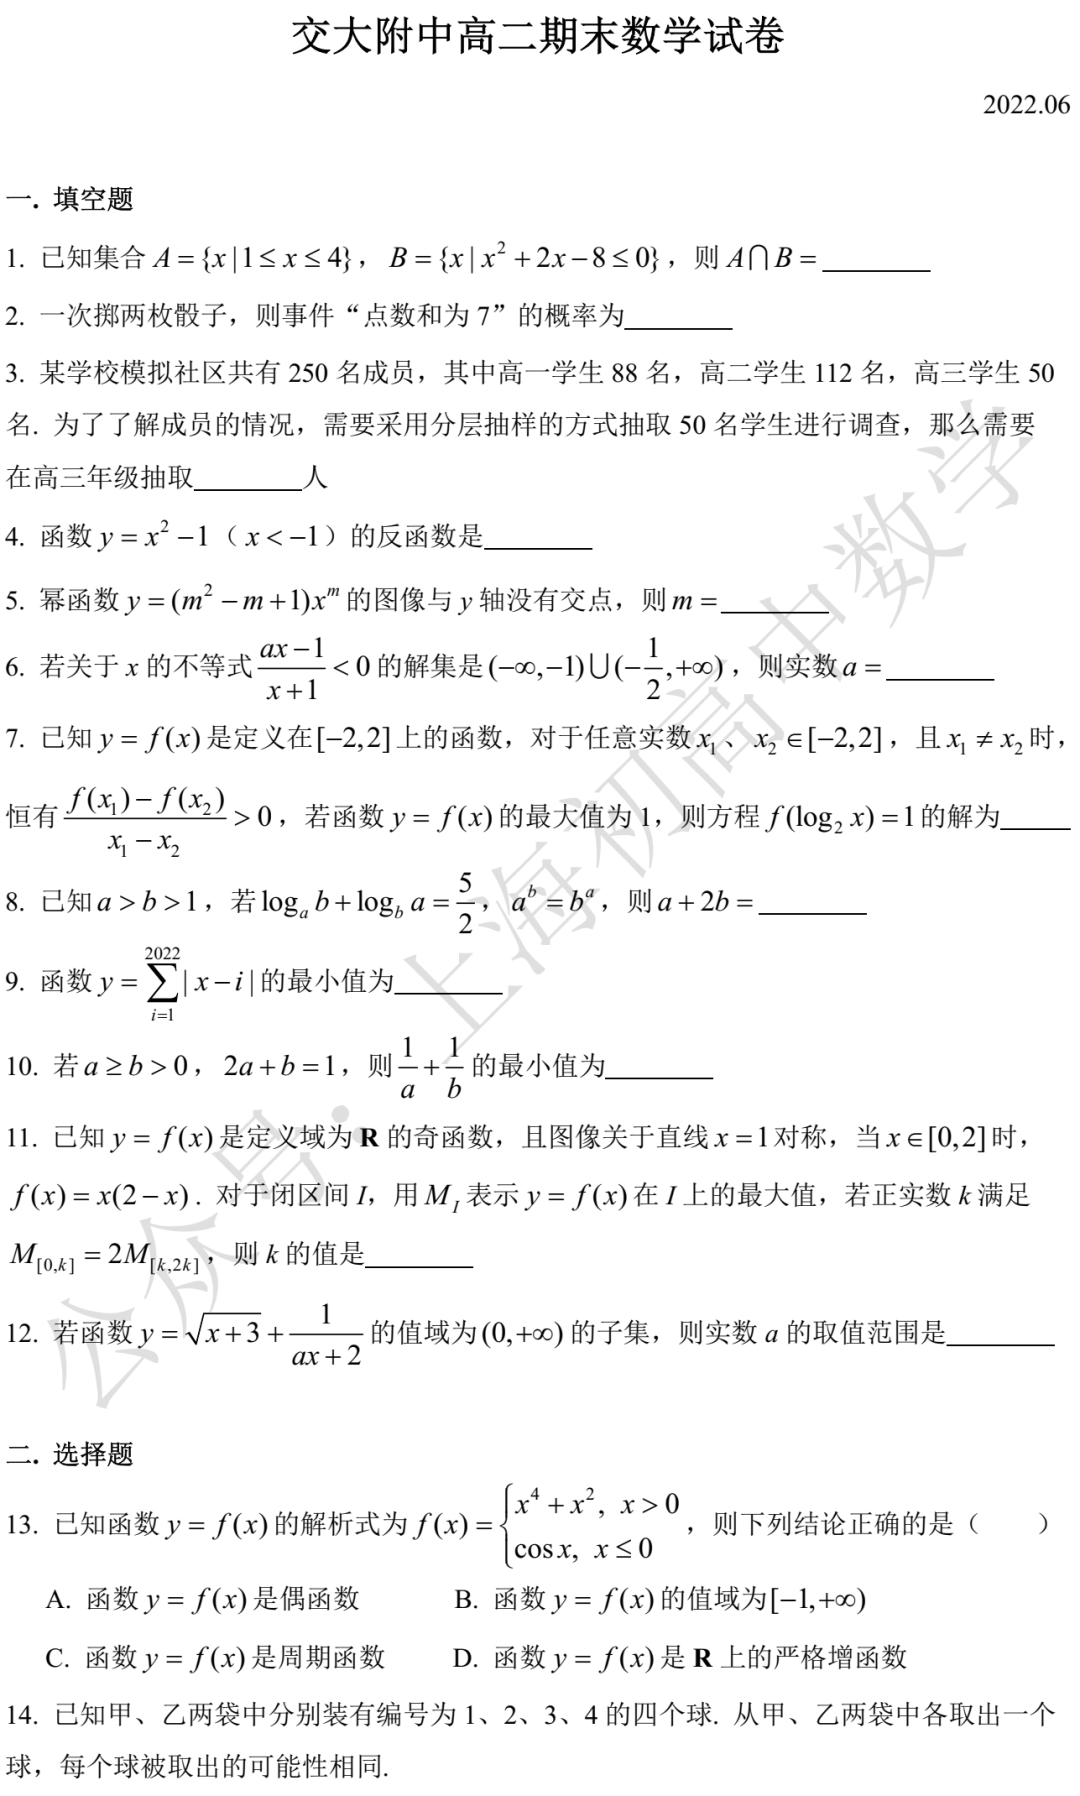 交大附中高二期末数学试卷
2022.06
一. 填空题
1. 已知集合 A = {x | 1 ≤ x ≤ 4}，B = {x | x² + 2x − 8 ≤ 0}，则 A⋂B = ________
2. 一次掷两枚骰子，则事件“点数和为 7”的概率为________
3. 某学校模拟社区共有 250 名成员，其中高一学生 88 名，高二学生 112 名，高三学生 50
名. 为了了解成员的情况，需要采用分层抽样的方式抽取 50 名学生进行调查，那么需要
在高三年级抽取________人
4. 函数 y = x² − 1（x < −1）的反函数是________
5. 幂函数 y = (m² − m + 1)x^m 的图像与 y 轴没有交点，则 m = ________
6. 若关于 x 的不等式 (ax − 1)/(x + 1) < 0 的解集是 (−∞, −1)⋃(−1/2, +∞)，则实数 a = ________
7. 已知 y = f(x) 是定义在[−2,2]上的函数，对于任意实数 x₁、x₂ ∈ [−2,2]，且 x₁ ≠ x₂ 时，
恒有 (f(x₁) − f(x₂))/(x₁ − x₂) > 0，若函数 y = f(x) 的最大值为 1，则方程 f(log₂ x) = 1 的解为_____
8. 已知 a > b > 1，若 log_a b + log_b a = 5/2，a^b = b^a，则 a + 2b = ________
9. 函数 y = ∑_{i=1}^{2022} | x − i | 的最小值为________
10. 若 a ≥ b > 0，2a + b = 1，则 1/a + 1/b 的最小值为________
11. 已知 y = f(x) 是定义域为 R 的奇函数，且图像关于直线 x = 1 对称，当 x ∈ [0,2] 时，
f(x) = x(2 − x). 对于闭区间 I，用 M_I 表示 y = f(x) 在 I 上的最大值，若正实数 k 满足
M_[0,k] = 2M_[k,2k]，则 k 的值是________
12. 若函数 y = √(x + 3) + 1/(ax + 2) 的值域为 (0, +∞) 的子集，则实数 a 的取值范围是________
二. 选择题
13. 已知函数 y = f(x) 的解析式为 f(x) = { x⁴ + x², x > 0; cos x, x ≤ 0，则下列结论正确的是（ ）
A. 函数 y = f(x) 是偶函数 B. 函数 y = f(x) 的值域为[−1, +∞)
C. 函数 y = f(x) 是周期函数 D. 函数 y = f(x) 是 R 上的严格增函数
14. 已知甲、乙两袋中分别装有编号为 1、2、3、4 的四个球. 从甲、乙两袋中各取出一个
球，每个球被取出的可能性相同.
公众号：上海初高中数学